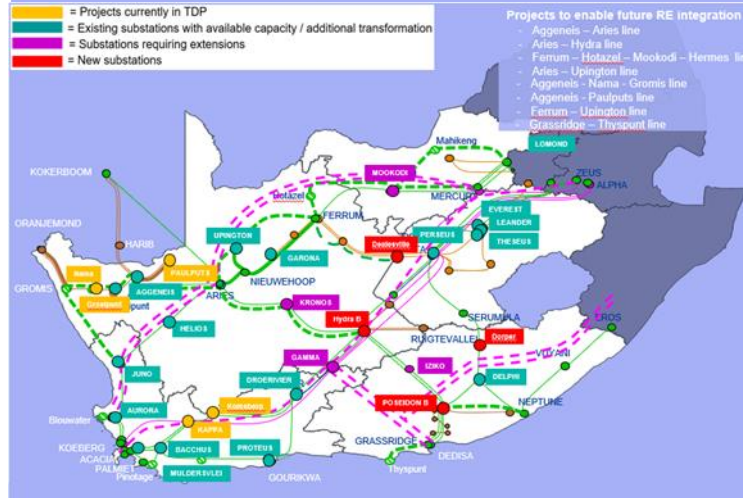 = Projects currently in TDP
= Existing substations with available capacity / additional transformation
= Substations requiring extensions
= New substations
Projects to enable future RE integration
- Aggeneis – Aries line
- Aries – Hydra line
- Ferrum – Hotazel – Mookodi – Hermes line
- Aries – Upington line
- Aggeneis - Nama - Gromis line
- Aggeneis - Paulputs line
- Ferrum – Upington line
- Grassridge – Thyspunt line
Mahikeng
LOMOND
KOKERBOOM
MOOKODI
ZEUS
ALPHA
Hotazel
MERCURY
ORANJEMOND
UPINGTON
FERRUM
EVEREST
LEANDER
HARIB
PERSEUS
THESEUS
Nama
PAULPUTS
GARONA
Dealesville
GROMIS
AGGENEIS
NIEUWEHOOP
ARIES
KRONOS
HELIOS
Hydra B
SERUMULA
EROS
RUIGTEVALLEI
Dorper
JUNO
GAMMA
IZIKO
VUYANI
DROERIVIER
DELPHI
Blouwater
AURORA
POSEIDON B
NEPTUNE
KAPPA
KOEBERG
ACACIA
BACCHUS
PROTEUS
GRASSRIDGE
DEDISA
PALMIET
Pinotage
MULDERSVLEI
GOURIKWA
Thyspunt